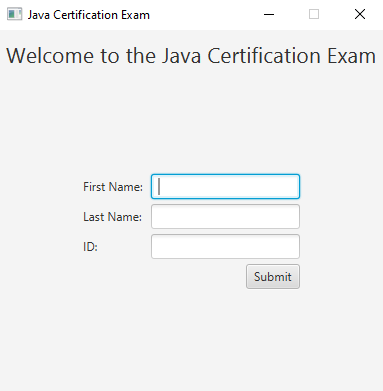 Java Certification Exam
Welcome to the Java Certification Exam
First Name:
Last Name:
ID:
Submit